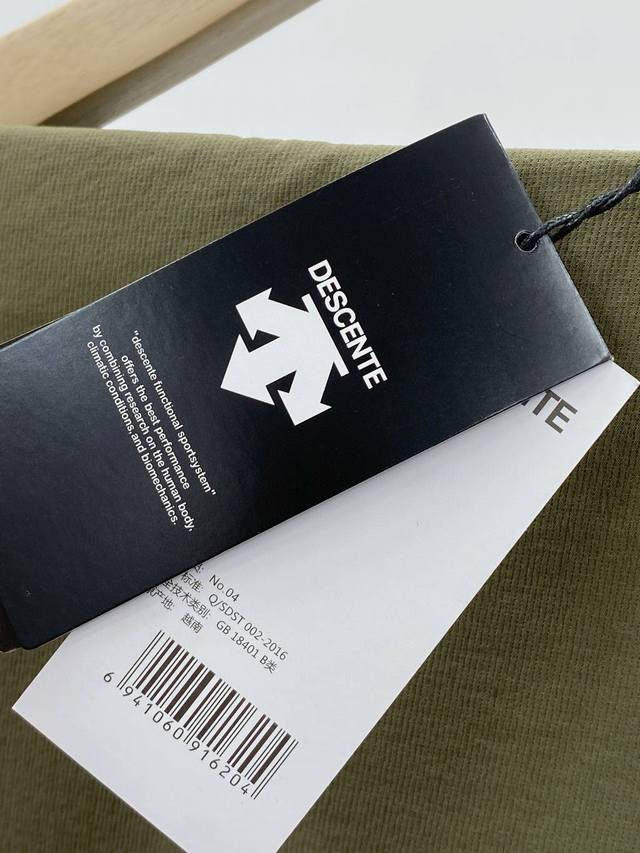 DESCENTE
"descente functional sportsystem"
offers the best performance
by combining research on the human body,
climatic conditions,and biomechanics.
TE
No.04
标准: Q/SDST 002-2016
全技术类别: GB 18401 B类
产地: 越南
6 941060 916204